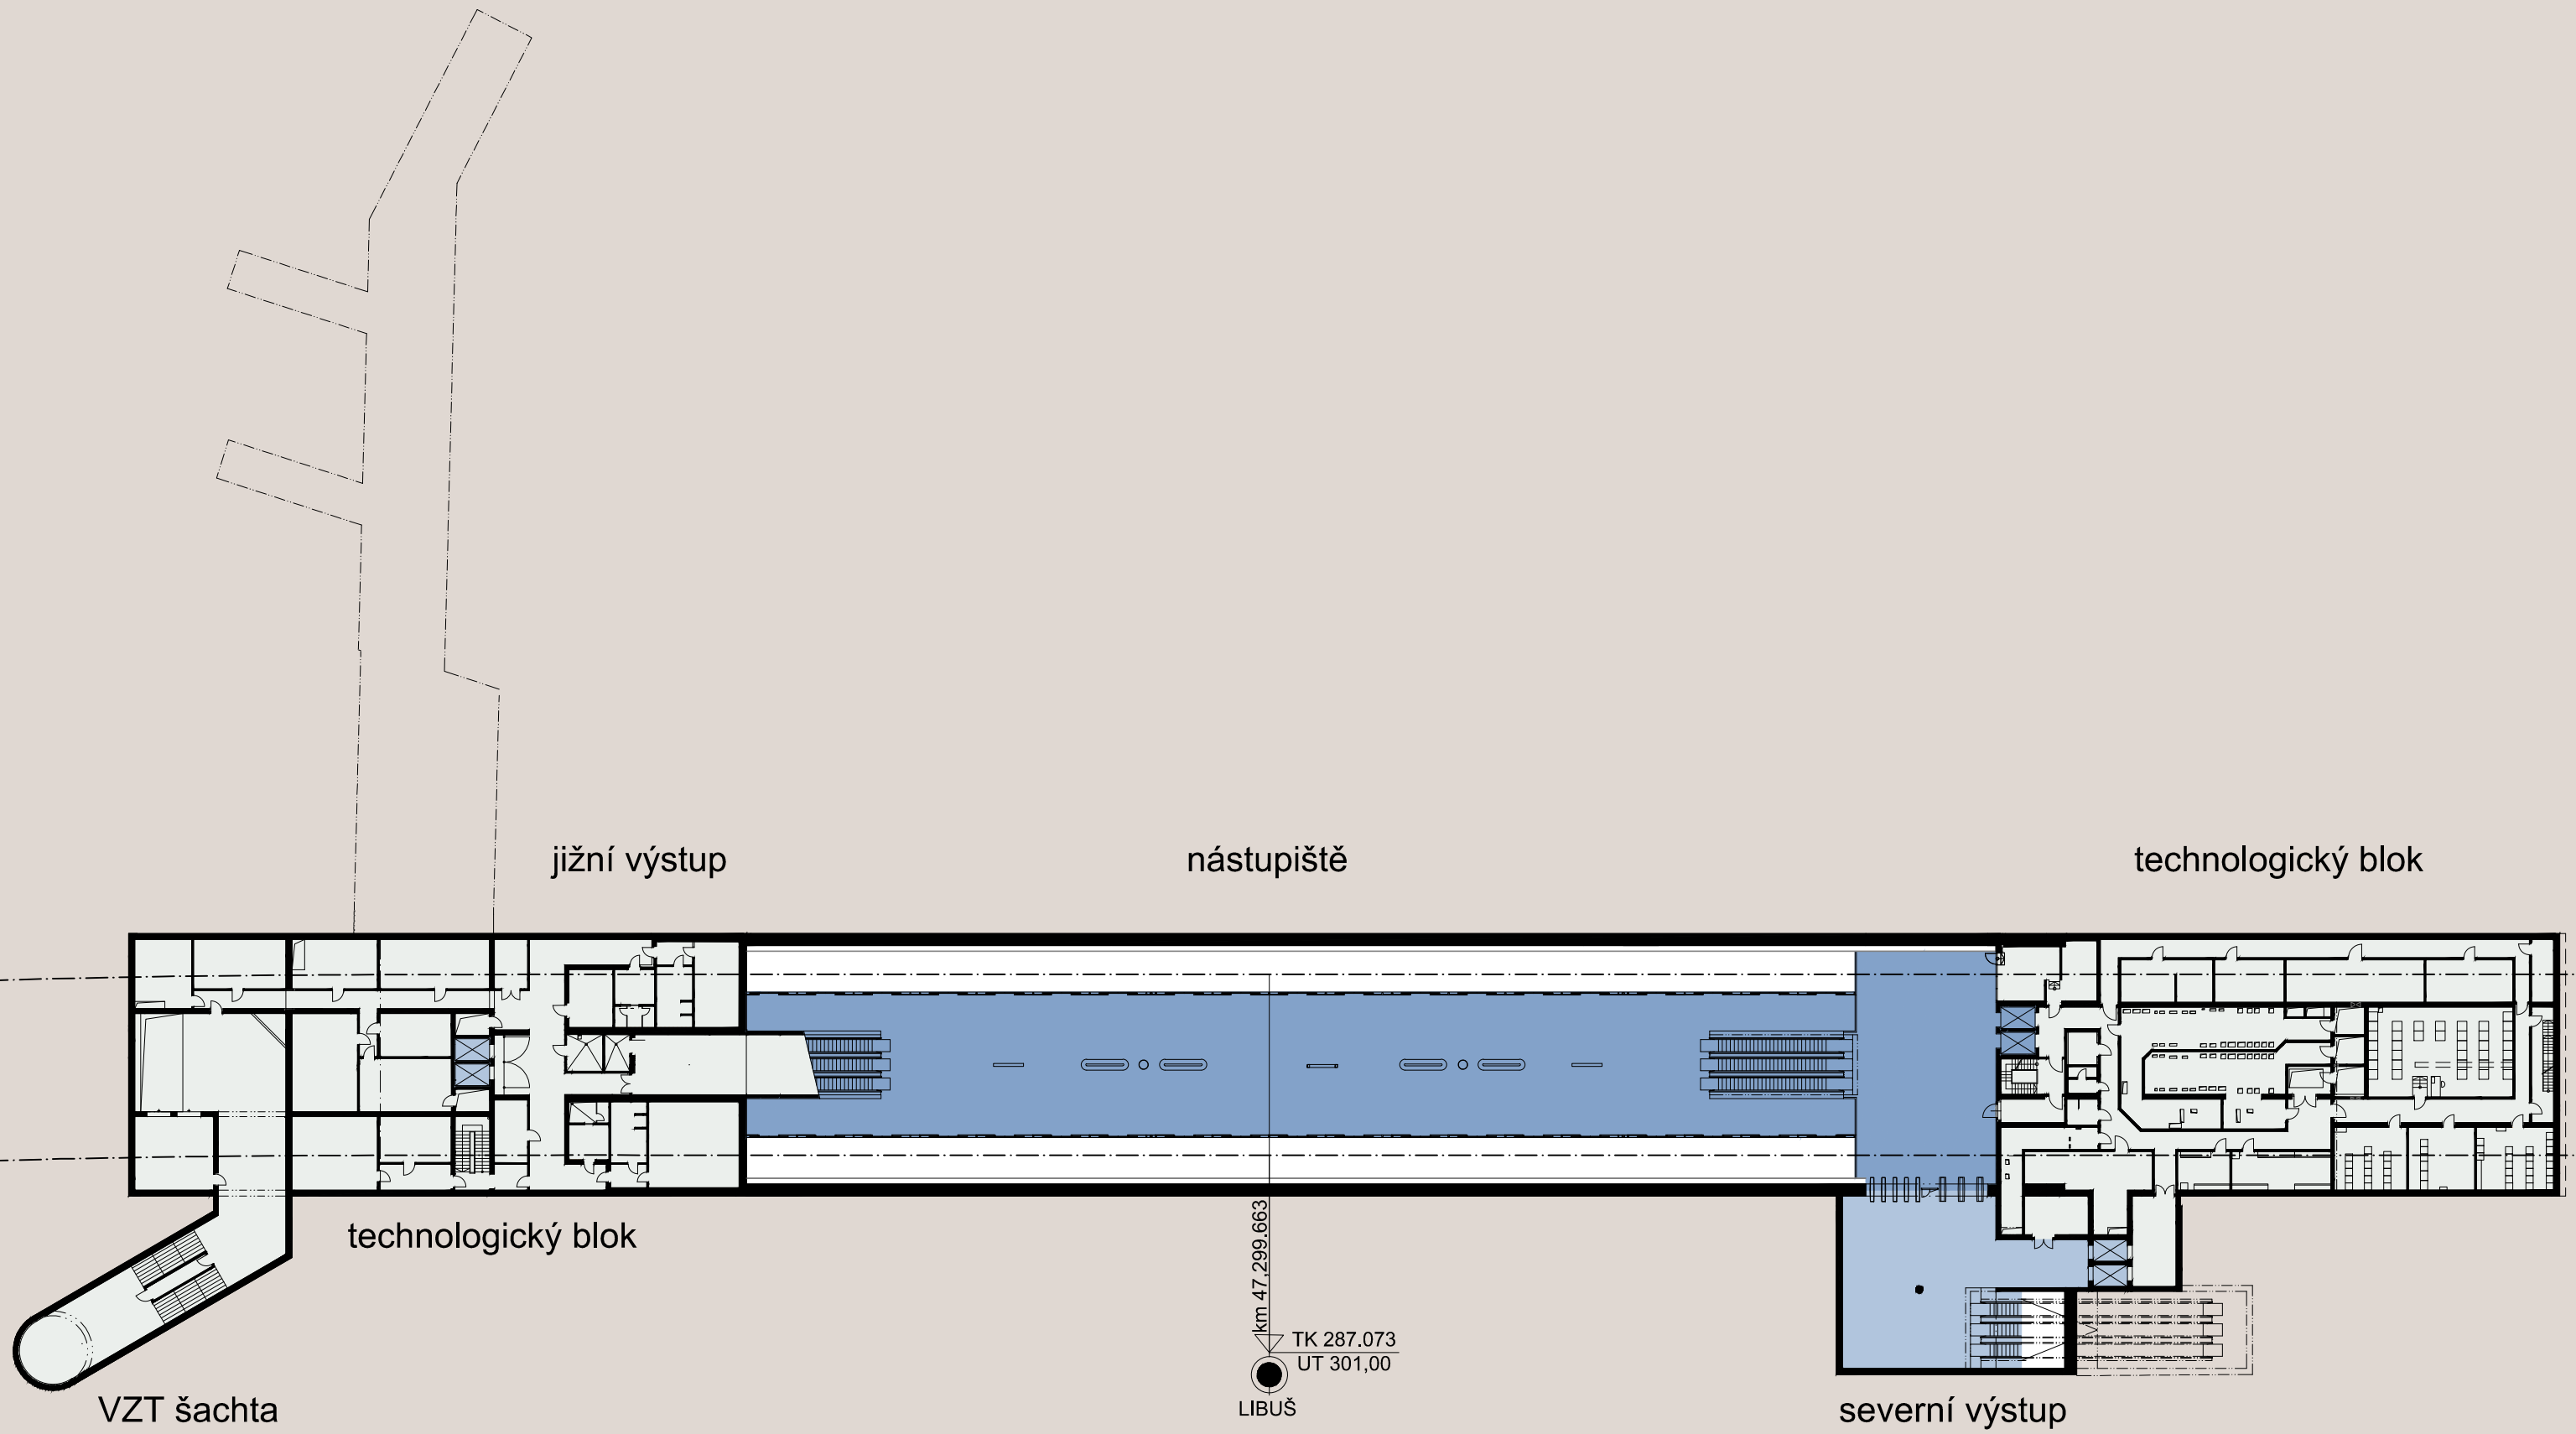 jižní výstup
nástupiště
technologický blok
technologický blok
km 47,299.663
TK 287.073
UT 301,00
LIBUŠ
VZT šachta
severní výstup